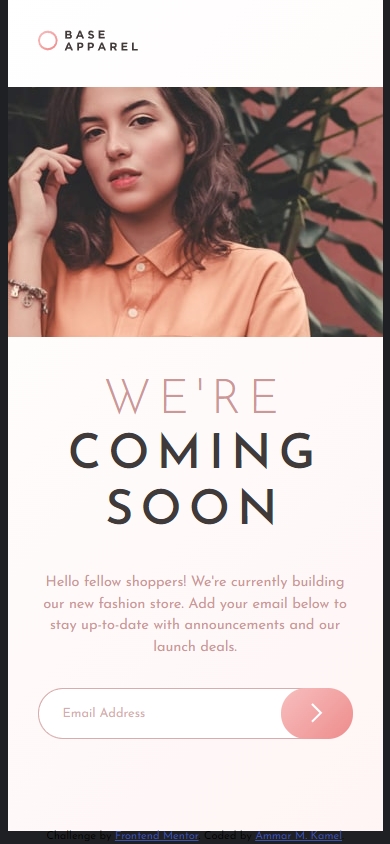 BASE
APPAREL
WE'RE
COMING
SOON
Hello fellow shoppers! We're currently building
our new fashion store. Add your email below to
stay up-to-date with announcements and our
launch deals.
Email Address
Challenge by Frontend Mentor. Coded by Ammar M. Kamel